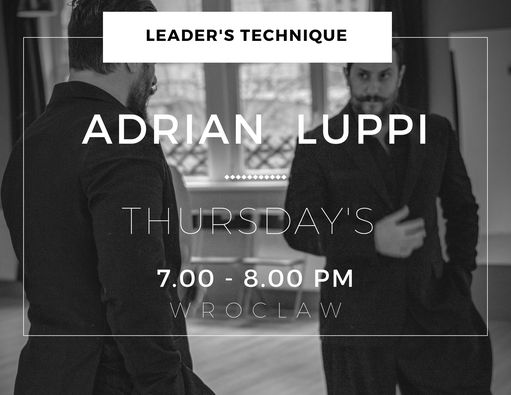 LEADER'S TECHNIQUE
ADRIAN LUPPI
THURSDAY'S
7.00 - 8.00 PM
WROCLAW